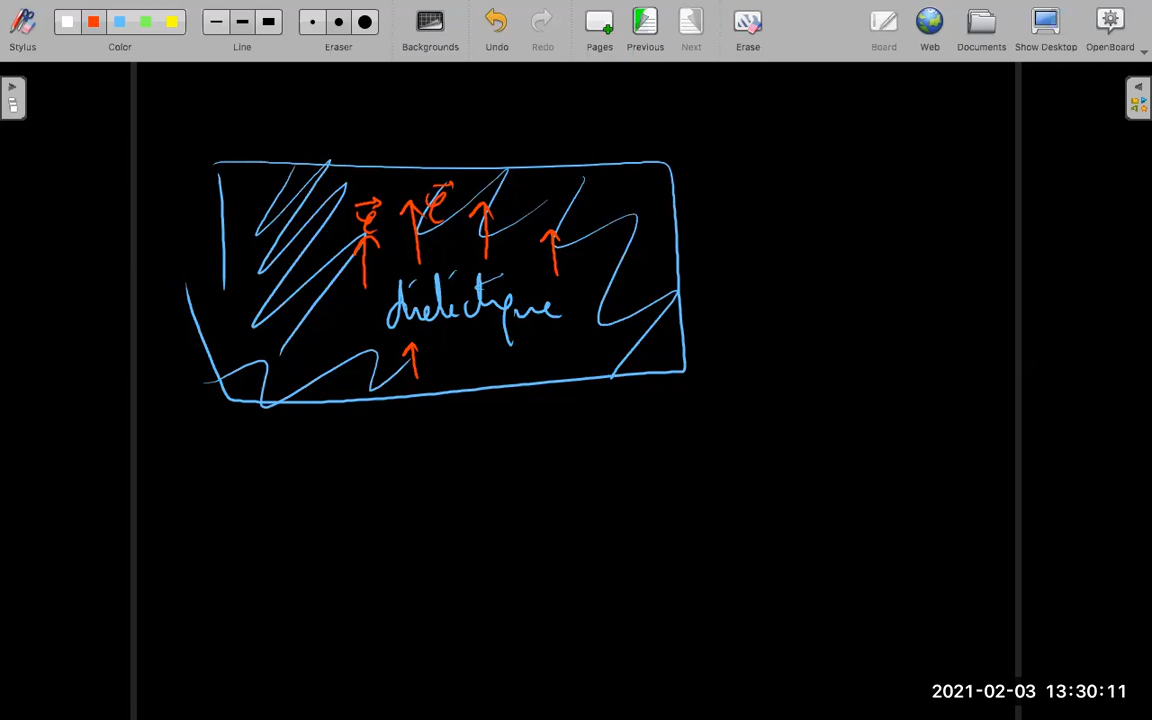 Stylus
Color
Line
Eraser
Backgrounds
Undo
Redo
Pages
Previous
Next
Erase
Board
Web
Documents
Show Desktop
OpenBoard
diélectrique
2021-02-03 13:30:11